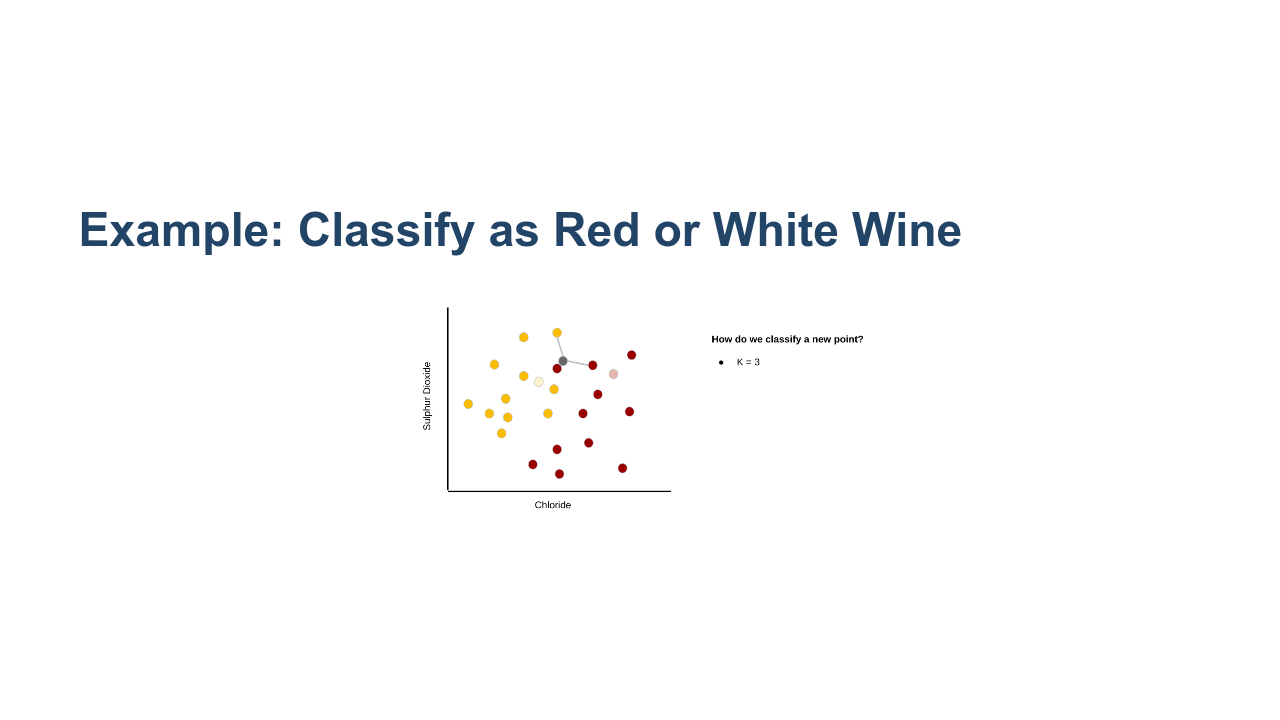 Example: Classify as Red or White Wine
Sulphur Dioxide
Chloride
How do we classify a new point?
● K = 3